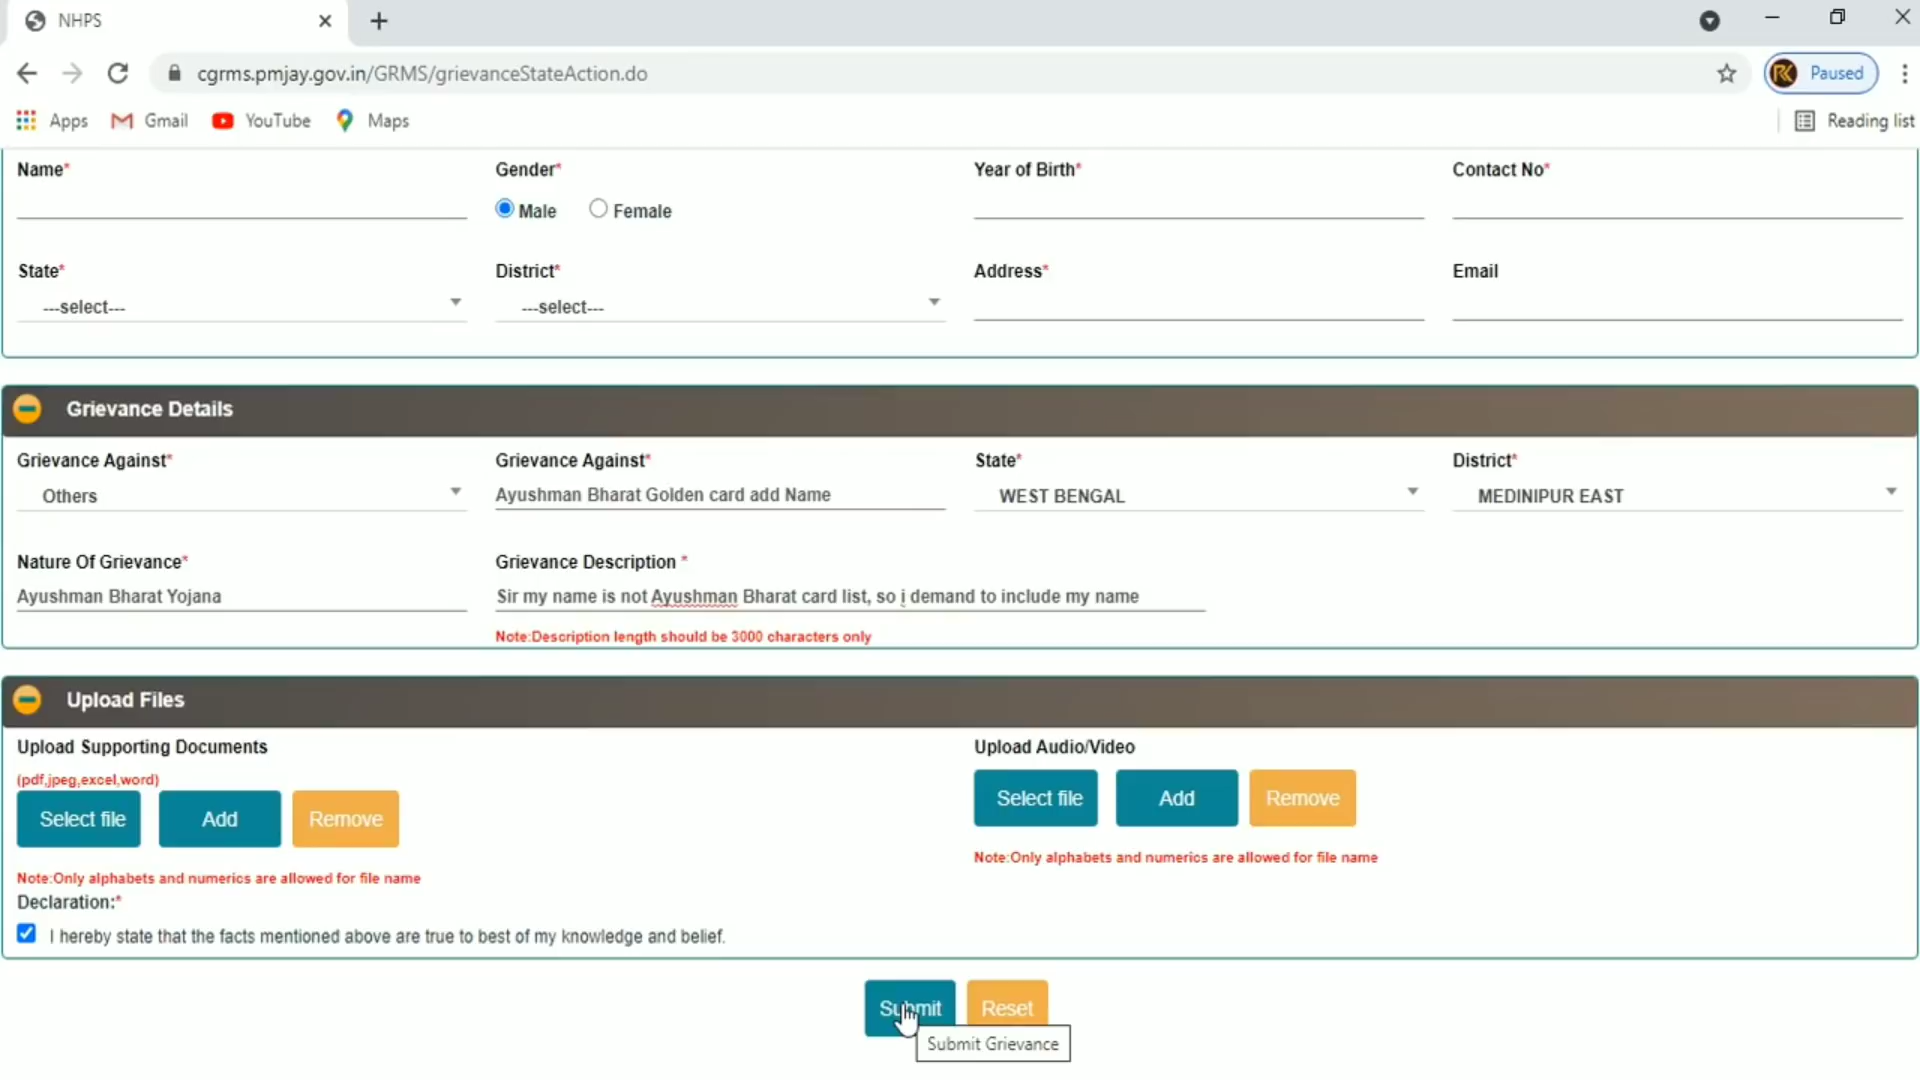 NHPS
cgrms.pmjay.gov.in/GRMS/grievanceStateAction.do
RK Paused
Apps Gmail YouTube Maps Reading list
Name* Gender* Year of Birth* Contact No*
Male Female
State* District* Address* Email
---select--- ---select---
Grievance Details
Grievance Against* Grievance Against* State* District*
Others Ayushman Bharat Golden card add Name WEST BENGAL MEDINIPUR EAST
Nature Of Grievance* Grievance Description *
Ayushman Bharat Yojana Sir my name is not Ayushman Bharat card list, so i demand to include my name
Note:Description length should be 3000 characters only
Upload Files
Upload Supporting Documents Upload Audio/Video
(pdf,jpeg,excel,word)
Select file Add Remove Select file Add Remove
Note:Only alphabets and numerics are allowed for file name
Note:Only alphabets and numerics are allowed for file name
Declaration:*
I hereby state that the facts mentioned above are true to best of my knowledge and belief.
Submit Reset
Submit Grievance